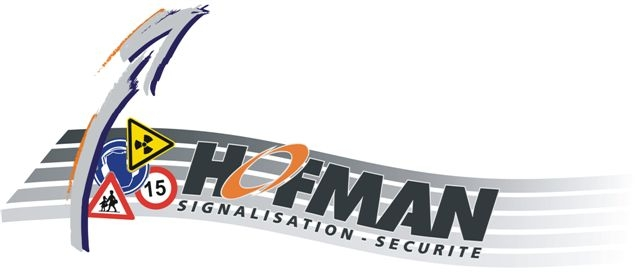 HOFMAN
15
SIGNALISATION - SECURITE